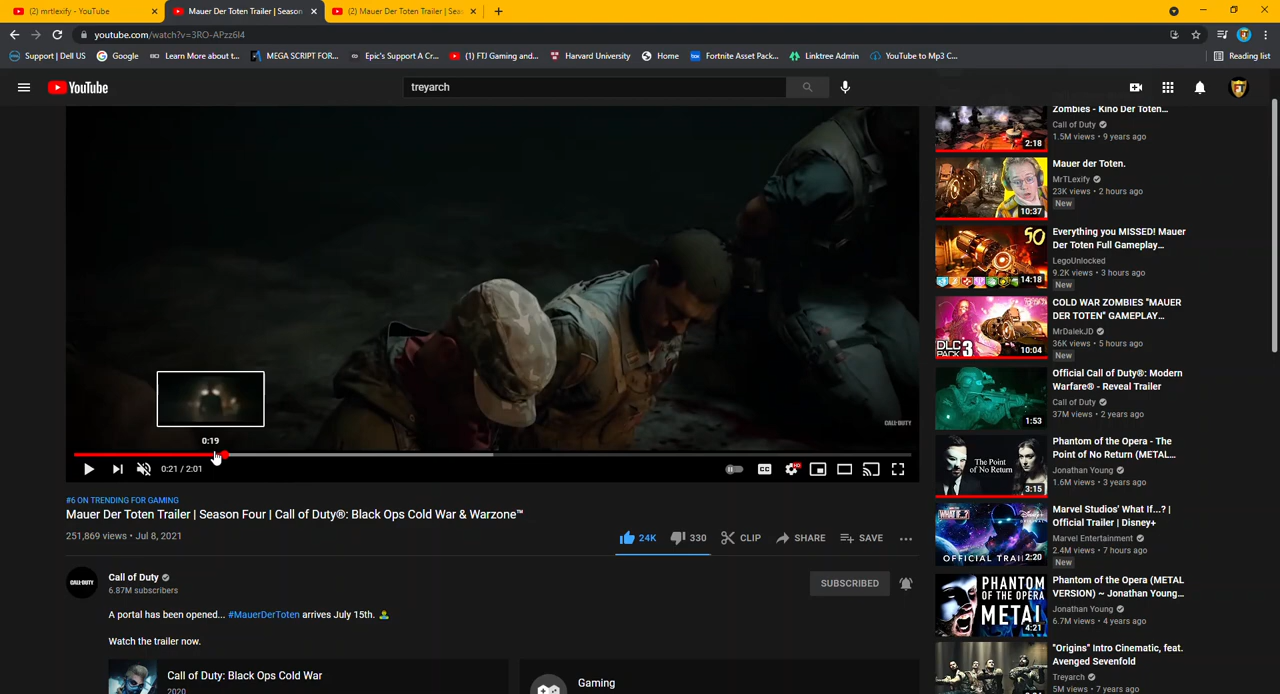 (2) mrtlexify - YouTube
Mauer Der Toten Trailer | Season
(2) Mauer Der Toten Trailer | Seas
youtube.com/watch?v=3RO-APzz6I4
Support | Dell US
Google
Learn More about t...
MEGA SCRIPT FOR...
Epic's Support A Cr...
(1) FTJ Gaming and...
Harvard University
Home
Fortnite Asset Pack...
Linktree Admin
YouTube to Mp3 C...
Reading list
YouTube
treyarch
CALL·DUTY
0:19
0:21 / 2:01
CC
HD
#6 ON TRENDING FOR GAMING
Mauer Der Toten Trailer | Season Four | Call of Duty®: Black Ops Cold War & Warzone™
251,869 views • Jul 8, 2021
24K
330
CLIP
SHARE
SAVE
CALL·DUTY
Call of Duty
6.87M subscribers
SUBSCRIBED
A portal has been opened... #MauerDerToten arrives July 15th.
Watch the trailer now.
Call of Duty: Black Ops Cold War
2020
Gaming
Zombies - Kino Der Toten...
Call of Duty
1.5M views • 9 years ago
2:18
Mauer der Toten.
MrTLexify
23K views • 2 hours ago
New
10:37
Everything you MISSED! Mauer
Der Toten Full Gameplay...
LegoUnlocked
9.2K views • 3 hours ago
New
50
14:18
COLD WAR ZOMBIES "MAUER
DER TOTEN" GAMEPLAY...
MrDalekJD
36K views • 5 hours ago
New
DLC
PACK 3
10:04
Official Call of Duty®: Modern
Warfare® - Reveal Trailer
Call of Duty
37M views • 2 years ago
1:53
Phantom of the Opera - The
Point of No Return (METAL...
Jonathan Young
1.6M views • 3 years ago
The Point
of No Return
3:15
Marvel Studios' What If...? |
Official Trailer | Disney+
Marvel Entertainment
2.4M views • 7 hours ago
New
WHAT IF...?
OFFICIAL TRAI
2:20
Phantom of the Opera (METAL
VERSION) ~ Jonathan Young...
Jonathan Young
6.7M views • 4 years ago
PHANTOM
OF THE OPERA
METAL
4:21
"Origins" Intro Cinematic, feat.
Avenged Sevenfold
Treyarch
5M views • 7 years ago